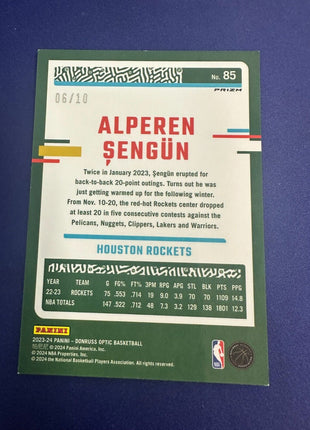 No. 85
PRIZM
06/10
ALPEREN
ŞENGÜN
Twice in January 2023, Şengün erupted for
back-to-back 20-point outings. Turns out he was
just getting warmed up for the following winter.
From Nov. 10-20, the red-hot Rockets center dropped
at least 20 in five consecutive contests against the
Pelicans, Nuggets, Clippers, Lakers and Warriors.
HOUSTON ROCKETS
YEAR TEAM G FG% FT% 3PM RPG APG STL BLK PTS PPG
22-23 ROCKETS 75 .553 .714 19 9.0 3.9 70 70 1109 14.8
NBA TOTALS 147 .522 .712 64 7.2 3.3 129 138 1801 12.3
PANINI
2023-24 PANINI - DONRUSS OPTIC BASKETBALL
© 2024 Panini America, Inc.
© 2024 NBA Properties, Inc.
© 2024 the National Basketball Players Association. All rights reserved.
NBA